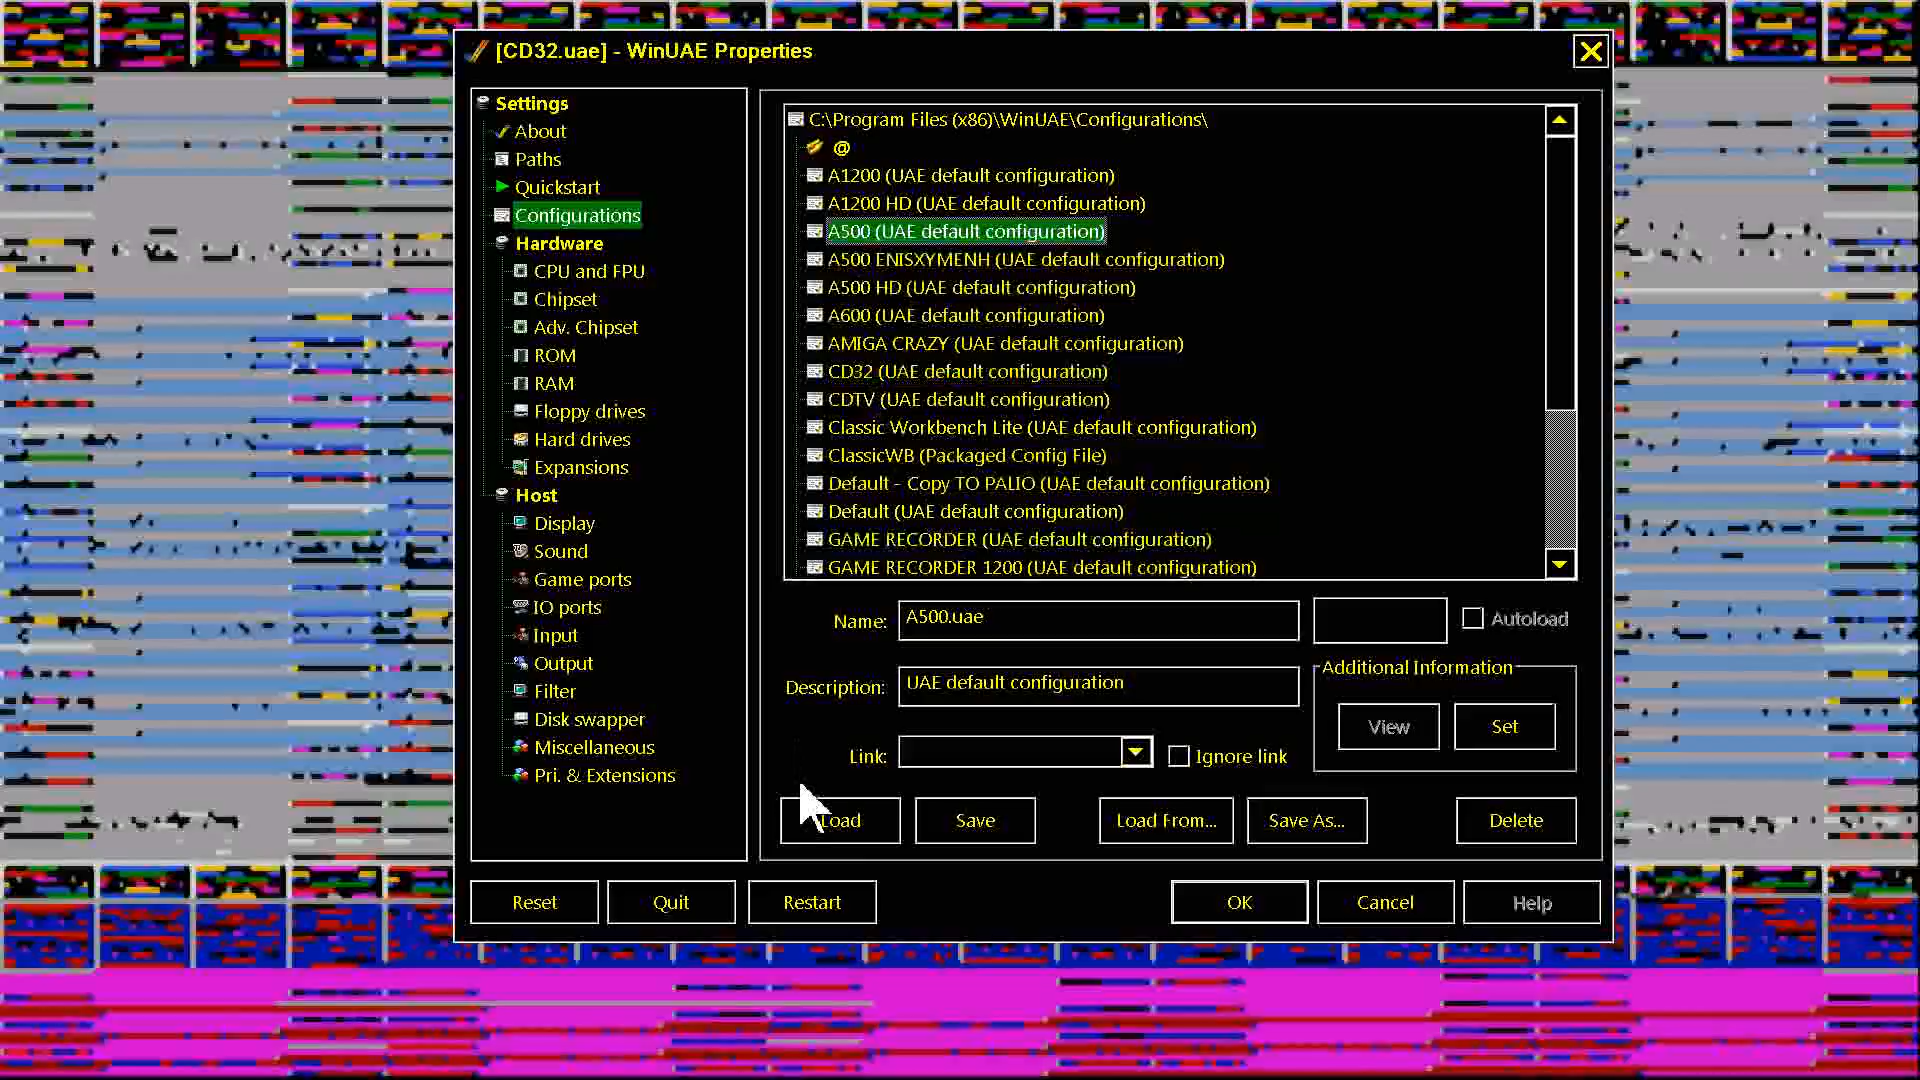 [CD32.uae] - WinUAE Properties
Settings
About
Paths
Quickstart
Configurations
Hardware
CPU and FPU
Chipset
Adv. Chipset
ROM
RAM
Floppy drives
Hard drives
Expansions
Host
Display
Sound
Game ports
IO ports
Input
Output
Filter
Disk swapper
Miscellaneous
Pri. & Extensions
C:\Program Files (x86)\WinUAE\Configurations\
@
A1200 (UAE default configuration)
A1200 HD (UAE default configuration)
A500 (UAE default configuration)
A500 ENISXYMENH (UAE default configuration)
A500 HD (UAE default configuration)
A600 (UAE default configuration)
AMIGA CRAZY (UAE default configuration)
CD32 (UAE default configuration)
CDTV (UAE default configuration)
Classic Workbench Lite (UAE default configuration)
ClassicWB (Packaged Config File)
Default - Copy TO PALIO (UAE default configuration)
Default (UAE default configuration)
GAME RECORDER (UAE default configuration)
GAME RECORDER 1200 (UAE default configuration)
Name: A500.uae Autoload
Description: UAE default configuration
Additional Information
View Set
Link: Ignore link
Load Save Load From... Save As... Delete
Reset Quit Restart OK Cancel Help